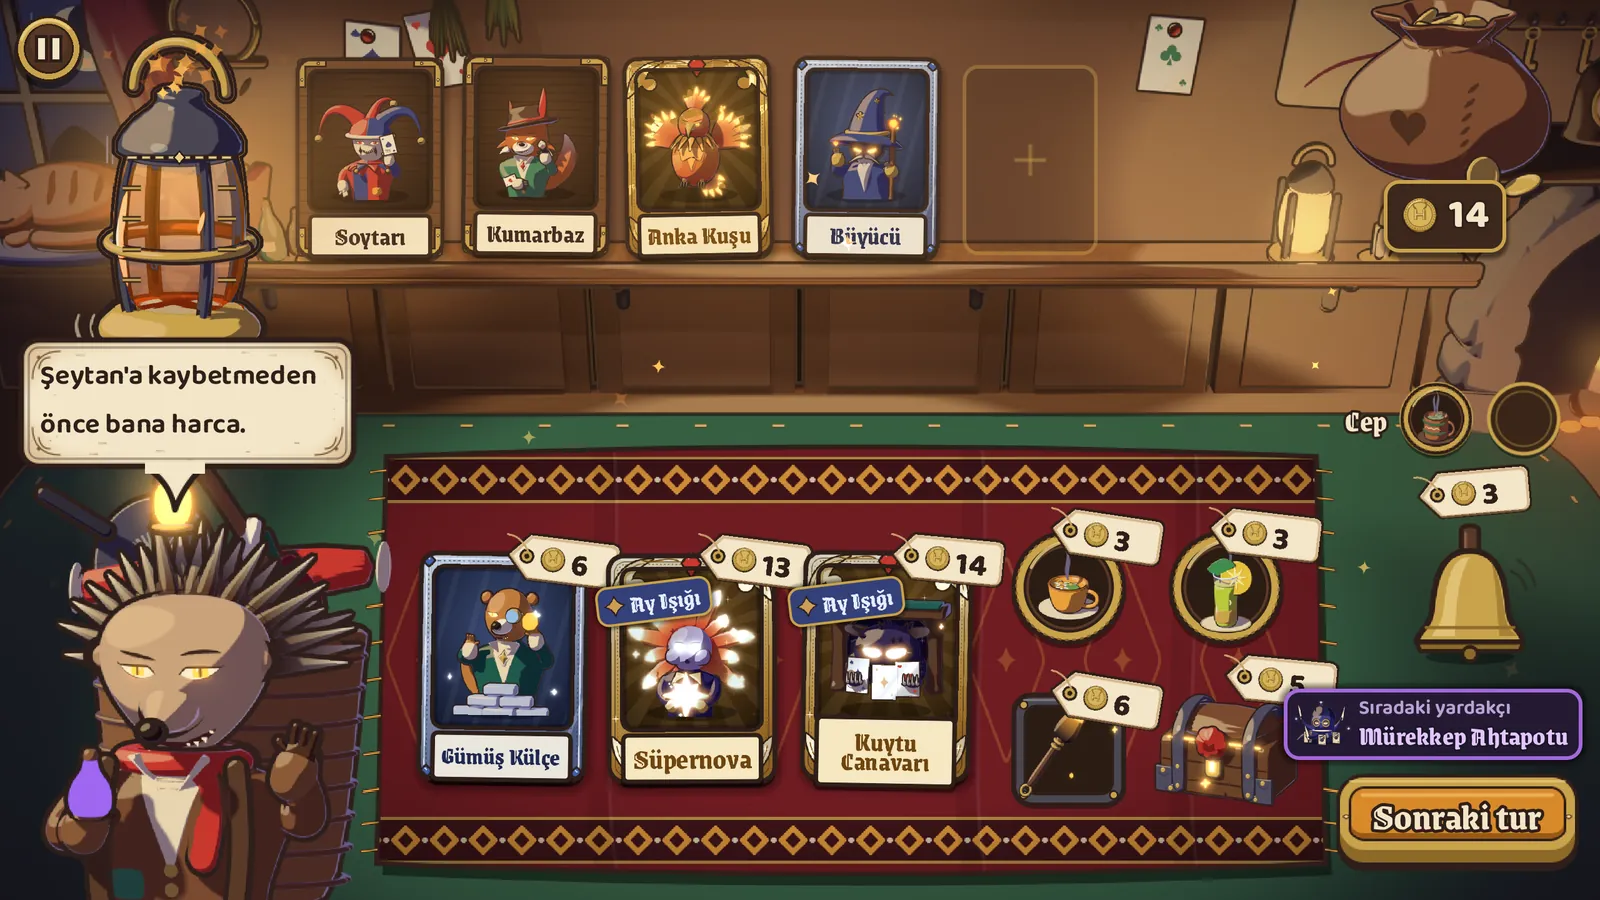 Soytarı
Kumarbaz
Anka Kuşu
Büyücü
14
Şeytan'a kaybetmeden
önce bana harca.
Cep
3
6
13
14
3
3
Ay Işığı
Ay Işığı
6
5
Gümüş Külçe
Süpernova
Kuytu
Canavarı
Sıradaki yardakçı
Mürekkep Ahtapotu
Sonraki tur